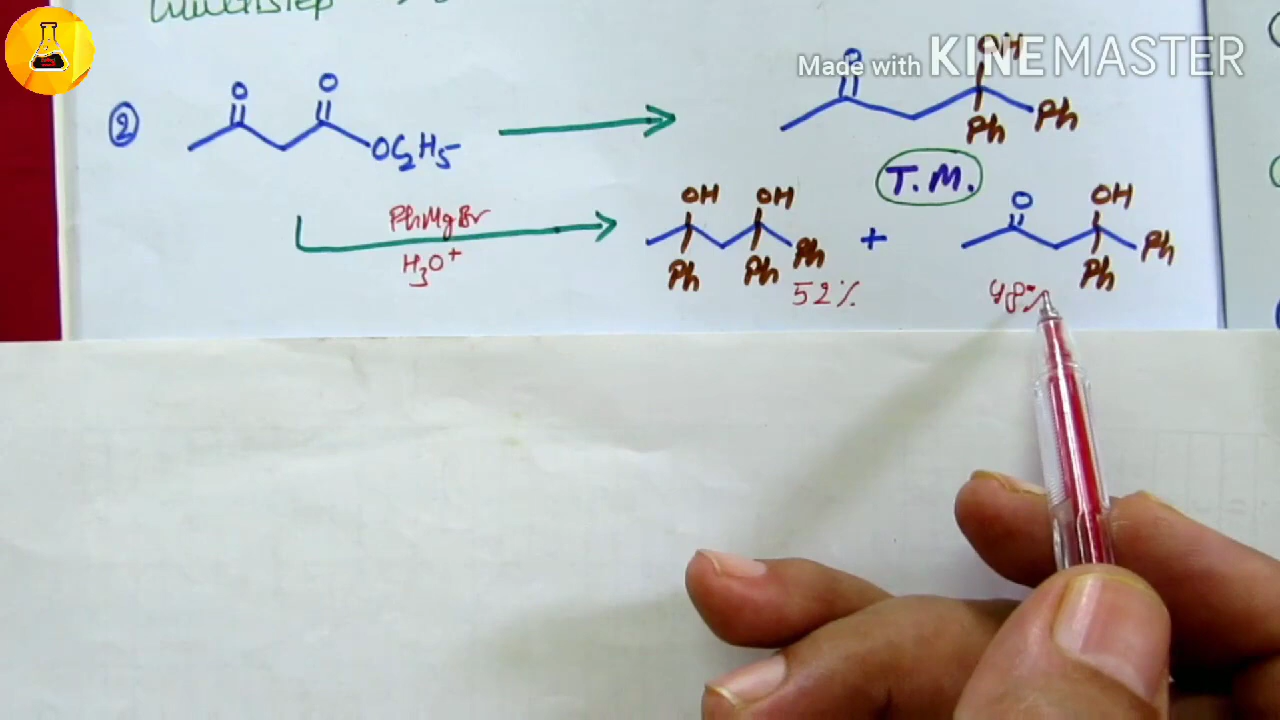 Multistep
Made with KINEMASTER
② O O OC₂H₅
O OH Ph Ph
T.M.
PhMgBr
H₃O⁺
OH OH Ph Ph Ph + O OH Ph Ph
52% 48%